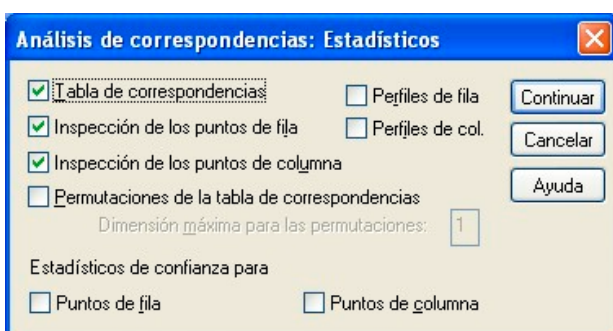 Análisis de correspondencias: Estadísticos
Tabla de correspondencias
Perfiles de fila
Continuar
Inspección de los puntos de fila
Perfiles de col.
Cancelar
Inspección de los puntos de columna
Permutaciones de la tabla de correspondencias
Ayuda
Dimensión máxima para las permutaciones: 1
Estadísticos de confianza para
Puntos de fila
Puntos de columna